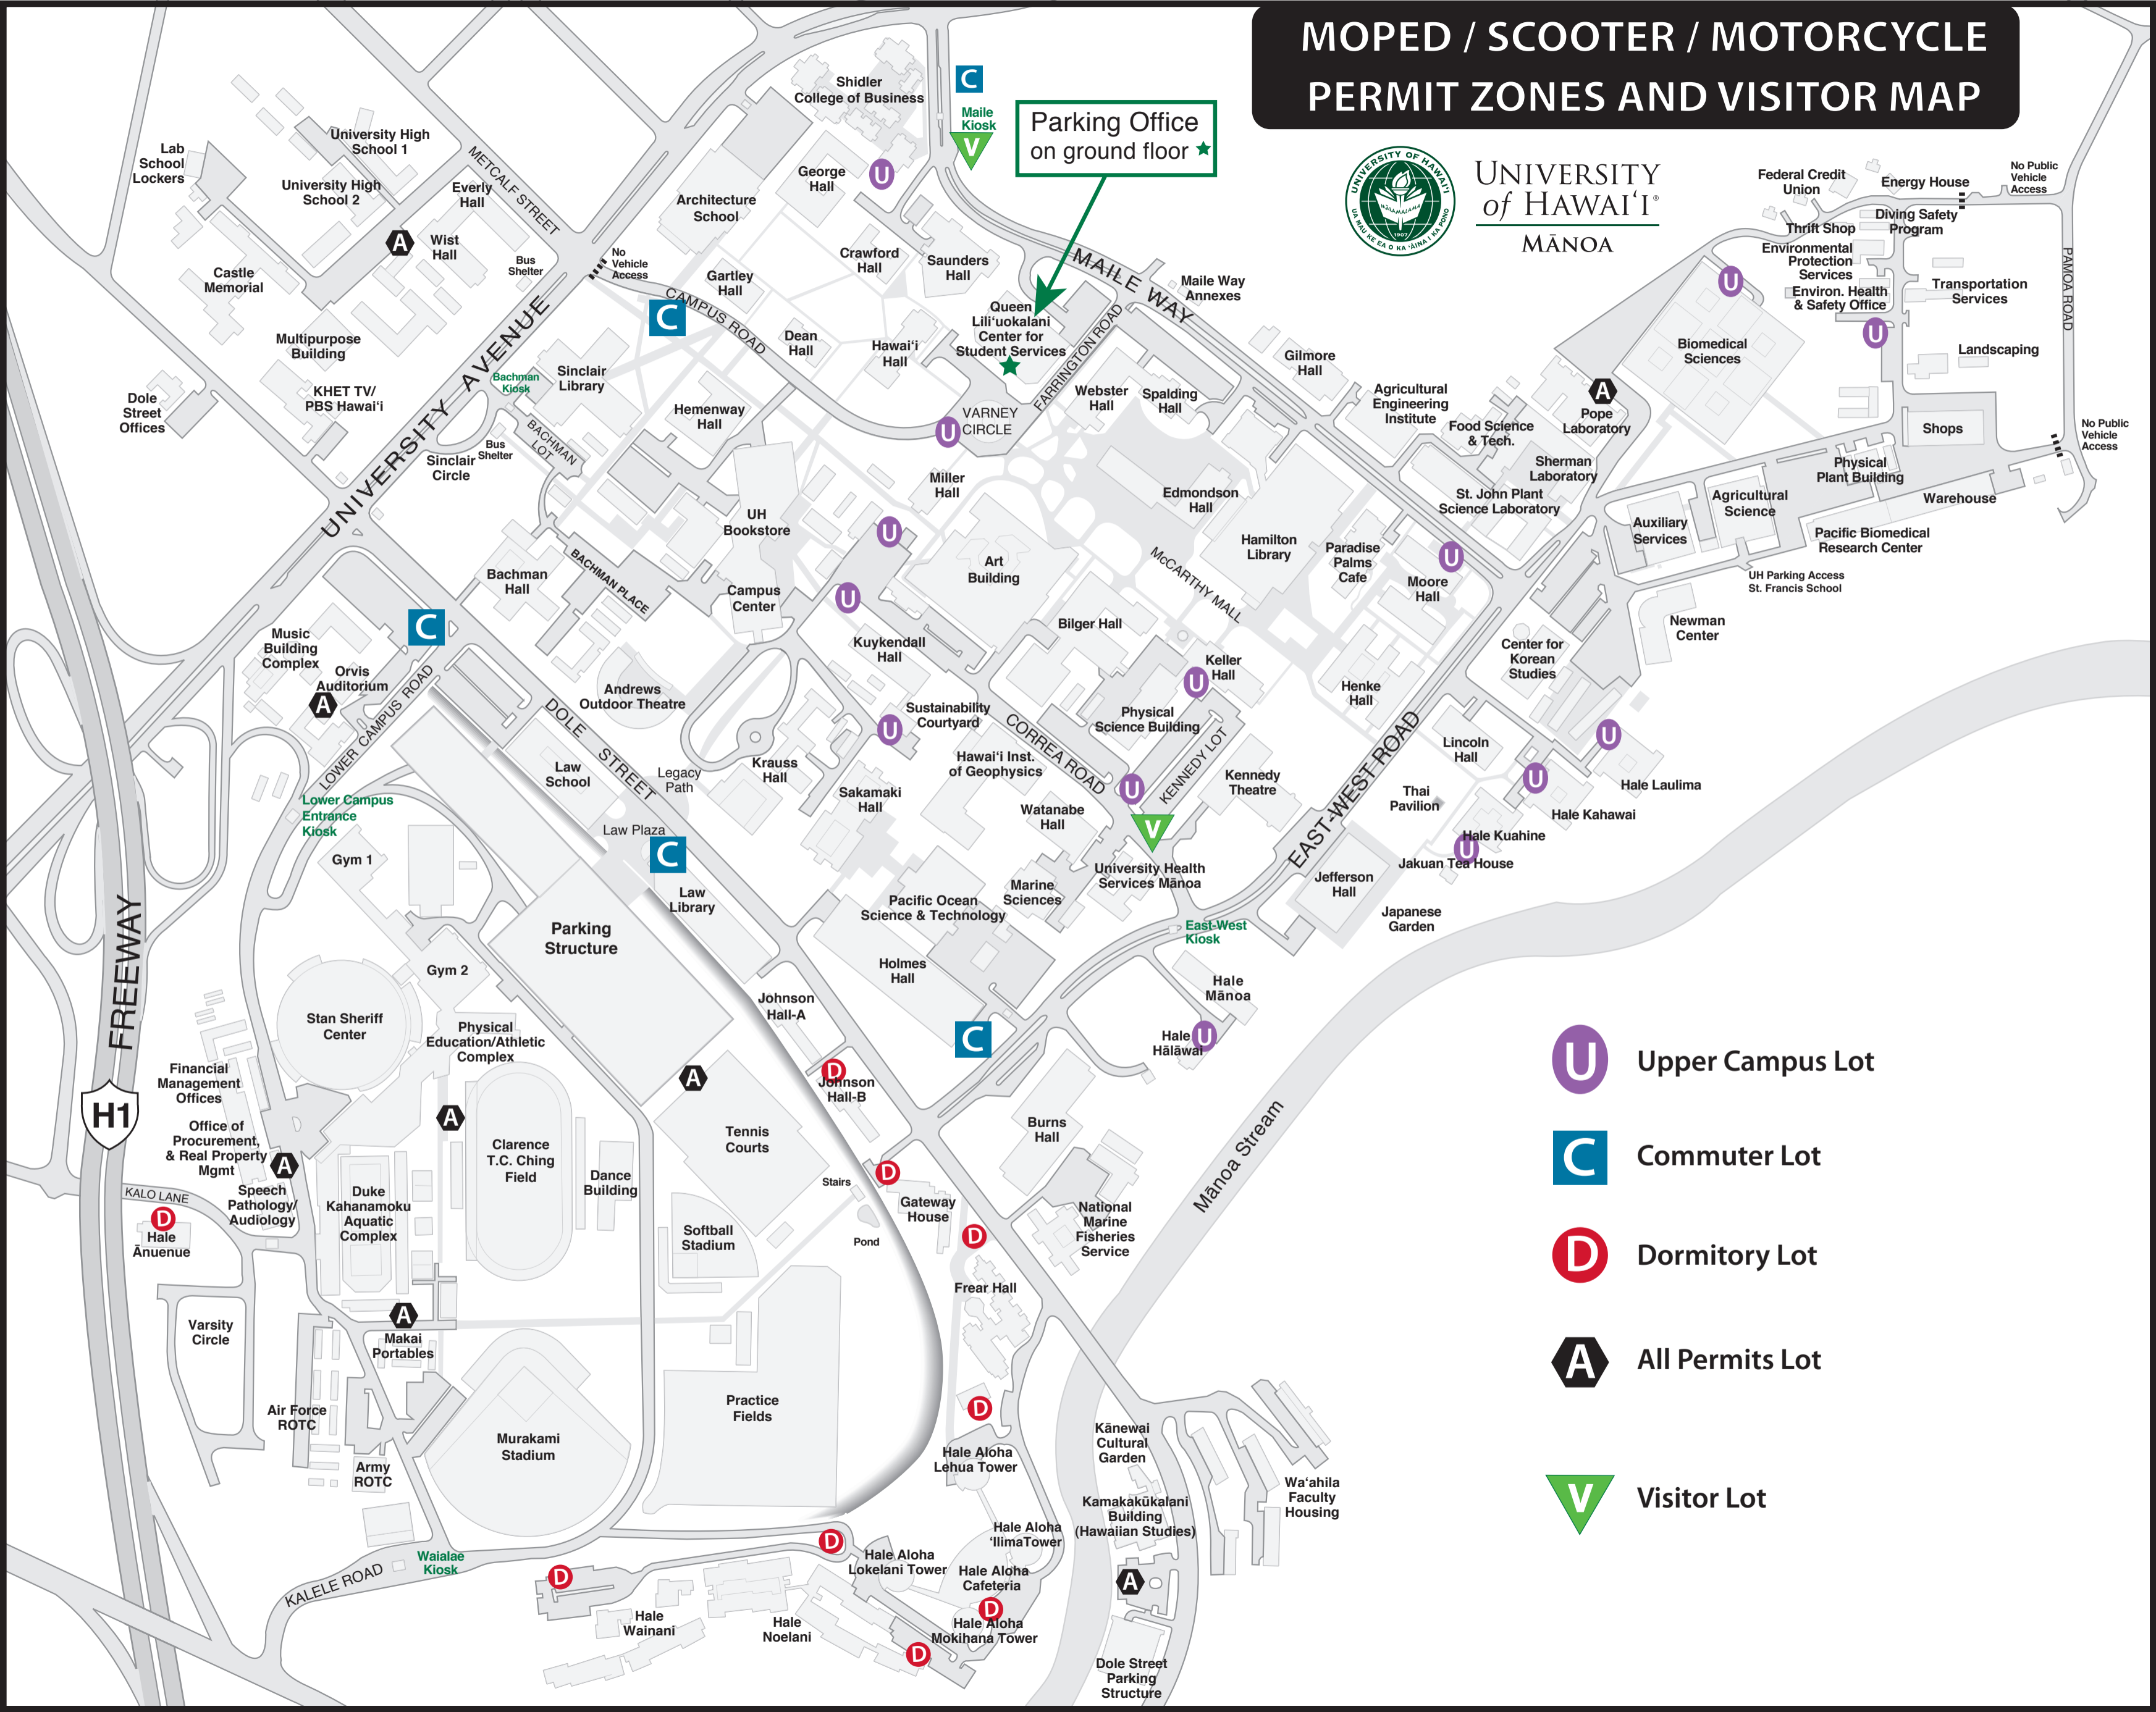 MOPED / SCOOTER / MOTORCYCLE
PERMIT ZONES AND VISITOR MAP
UNIVERSITY
of HAWAIʻI®
MĀNOA
C
Maile
Kiosk
V
Parking Office
on ground floor
Shidler
College of Business
George
Hall
U
Architecture
School
University High
School 1
Lab
School
Lockers
University High
School 2
Everly
Hall
METCALF STREET
A
Wist
Hall
Bus
Shelter
No
Vehicle
Access
Castle
Memorial
Multipurpose
Building
KHET TV/
PBS Hawaiʻi
Dole
Street
Offices
UNIVERSITY AVENUE
Gartley
Hall
Crawford
Hall
Saunders
Hall
C
CAMPUS ROAD
Dean
Hall
Hawaiʻi
Hall
Queen
Liliʻuokalani
Center for
Student Services
MAILE WAY
Maile Way
Annexes
FARRINGTON ROAD
Bachman
Kiosk
Sinclair
Library
Hemenway
Hall
BACHMAN
LOT
Bus
Shelter
Sinclair
Circle
U
VARNEY
CIRCLE
Webster
Hall
Spalding
Hall
Gilmore
Hall
Agricultural
Engineering
Institute
Food Science
& Tech.
A
Pope
Laboratory
Sherman
Laboratory
St. John Plant
Science Laboratory
Federal Credit
Union
Energy House
No Public
Vehicle
Access
Thrift Shop
Diving Safety
Program
Environmental
Protection
Services
U
Environ. Health
& Safety Office
Transportation
Services
PAMOA ROAD
U
Biomedical
Sciences
Landscaping
Shops
No Public
Vehicle
Access
Physical
Plant Building
Warehouse
Agricultural
Science
Auxiliary
Services
Pacific Biomedical
Research Center
UH Parking Access
St. Francis School
Newman
Center
Miller
Hall
UH
Bookstore
U
Art
Building
Edmondson
Hall
Hamilton
Library
Paradise
Palms
Cafe
U
Moore
Hall
McCARTHY MALL
Bachman
Hall
BACHMAN PLACE
Campus
Center
U
Kuykendall
Hall
Bilger Hall
Keller
Hall
U
Center for
Korean
Studies
Henke
Hall
C
Music
Building
Complex
Orvis
Auditorium
A
LOWER CAMPUS ROAD
DOLE STREET
Andrews
Outdoor Theatre
Sustainability
Courtyard
U
CORREA ROAD
Physical
Science Building
KENNEDY LOT
EAST-WEST ROAD
Lincoln
Hall
U
U
Hale Laulima
Hale Kahawai
Thai
Pavilion
Hale Kuahine
U
Jakuan Tea House
Law
School
Legacy
Path
Krauss
Hall
Sakamaki
Hall
Hawaiʻi Inst.
of Geophysics
Watanabe
Hall
U
V
Kennedy
Theatre
University Health
Services Mānoa
Jefferson
Hall
Japanese
Garden
Lower Campus
Entrance
Kiosk
Gym 1
Law Plaza
C
Law
Library
Pacific Ocean
Science & Technology
Marine
Sciences
East-West
Kiosk
FREEWAY
H1
Parking
Structure
Gym 2
Holmes
Hall
Hale
Mānoa
Stan Sheriff
Center
Physical
Education/Athletic
Complex
Johnson
Hall-A
C
Hale
Hālāwai
U
Financial
Management
Offices
A
D
Johnson
Hall-B
Burns
Hall
Mānoa Stream
Office of
Procurement,
& Real Property
Mgmt
A
A
Clarence
T.C. Ching
Field
Dance
Building
Tennis
Courts
Stairs
D
Gateway
House
National
Marine
Fisheries
Service
KALO LANE
Speech
Pathology/
Audiology
D
Hale
Ānuenue
Duke
Kahanamoku
Aquatic
Complex
Softball
Stadium
Pond
D
Frear Hall
Varsity
Circle
A
Makai
Portables
Air Force
ROTC
Army
ROTC
Murakami
Stadium
Practice
Fields
D
Hale Aloha
Lehua Tower
Kānewai
Cultural
Garden
Waʻahila
Faculty
Housing
Kamakakūkalani
Building
(Hawaiian Studies)
Hale Aloha
ʻIlimaTower
Waialae
Kiosk
KALELE ROAD
D
D
Hale Aloha
Lokelani Tower
Hale Aloha
Cafeteria
D
Hale Aloha
Mokihana Tower
A
Hale
Wainani
Hale
Noelani
D
Dole Street
Parking
Structure
U Upper Campus Lot
C Commuter Lot
D Dormitory Lot
A All Permits Lot
V Visitor Lot